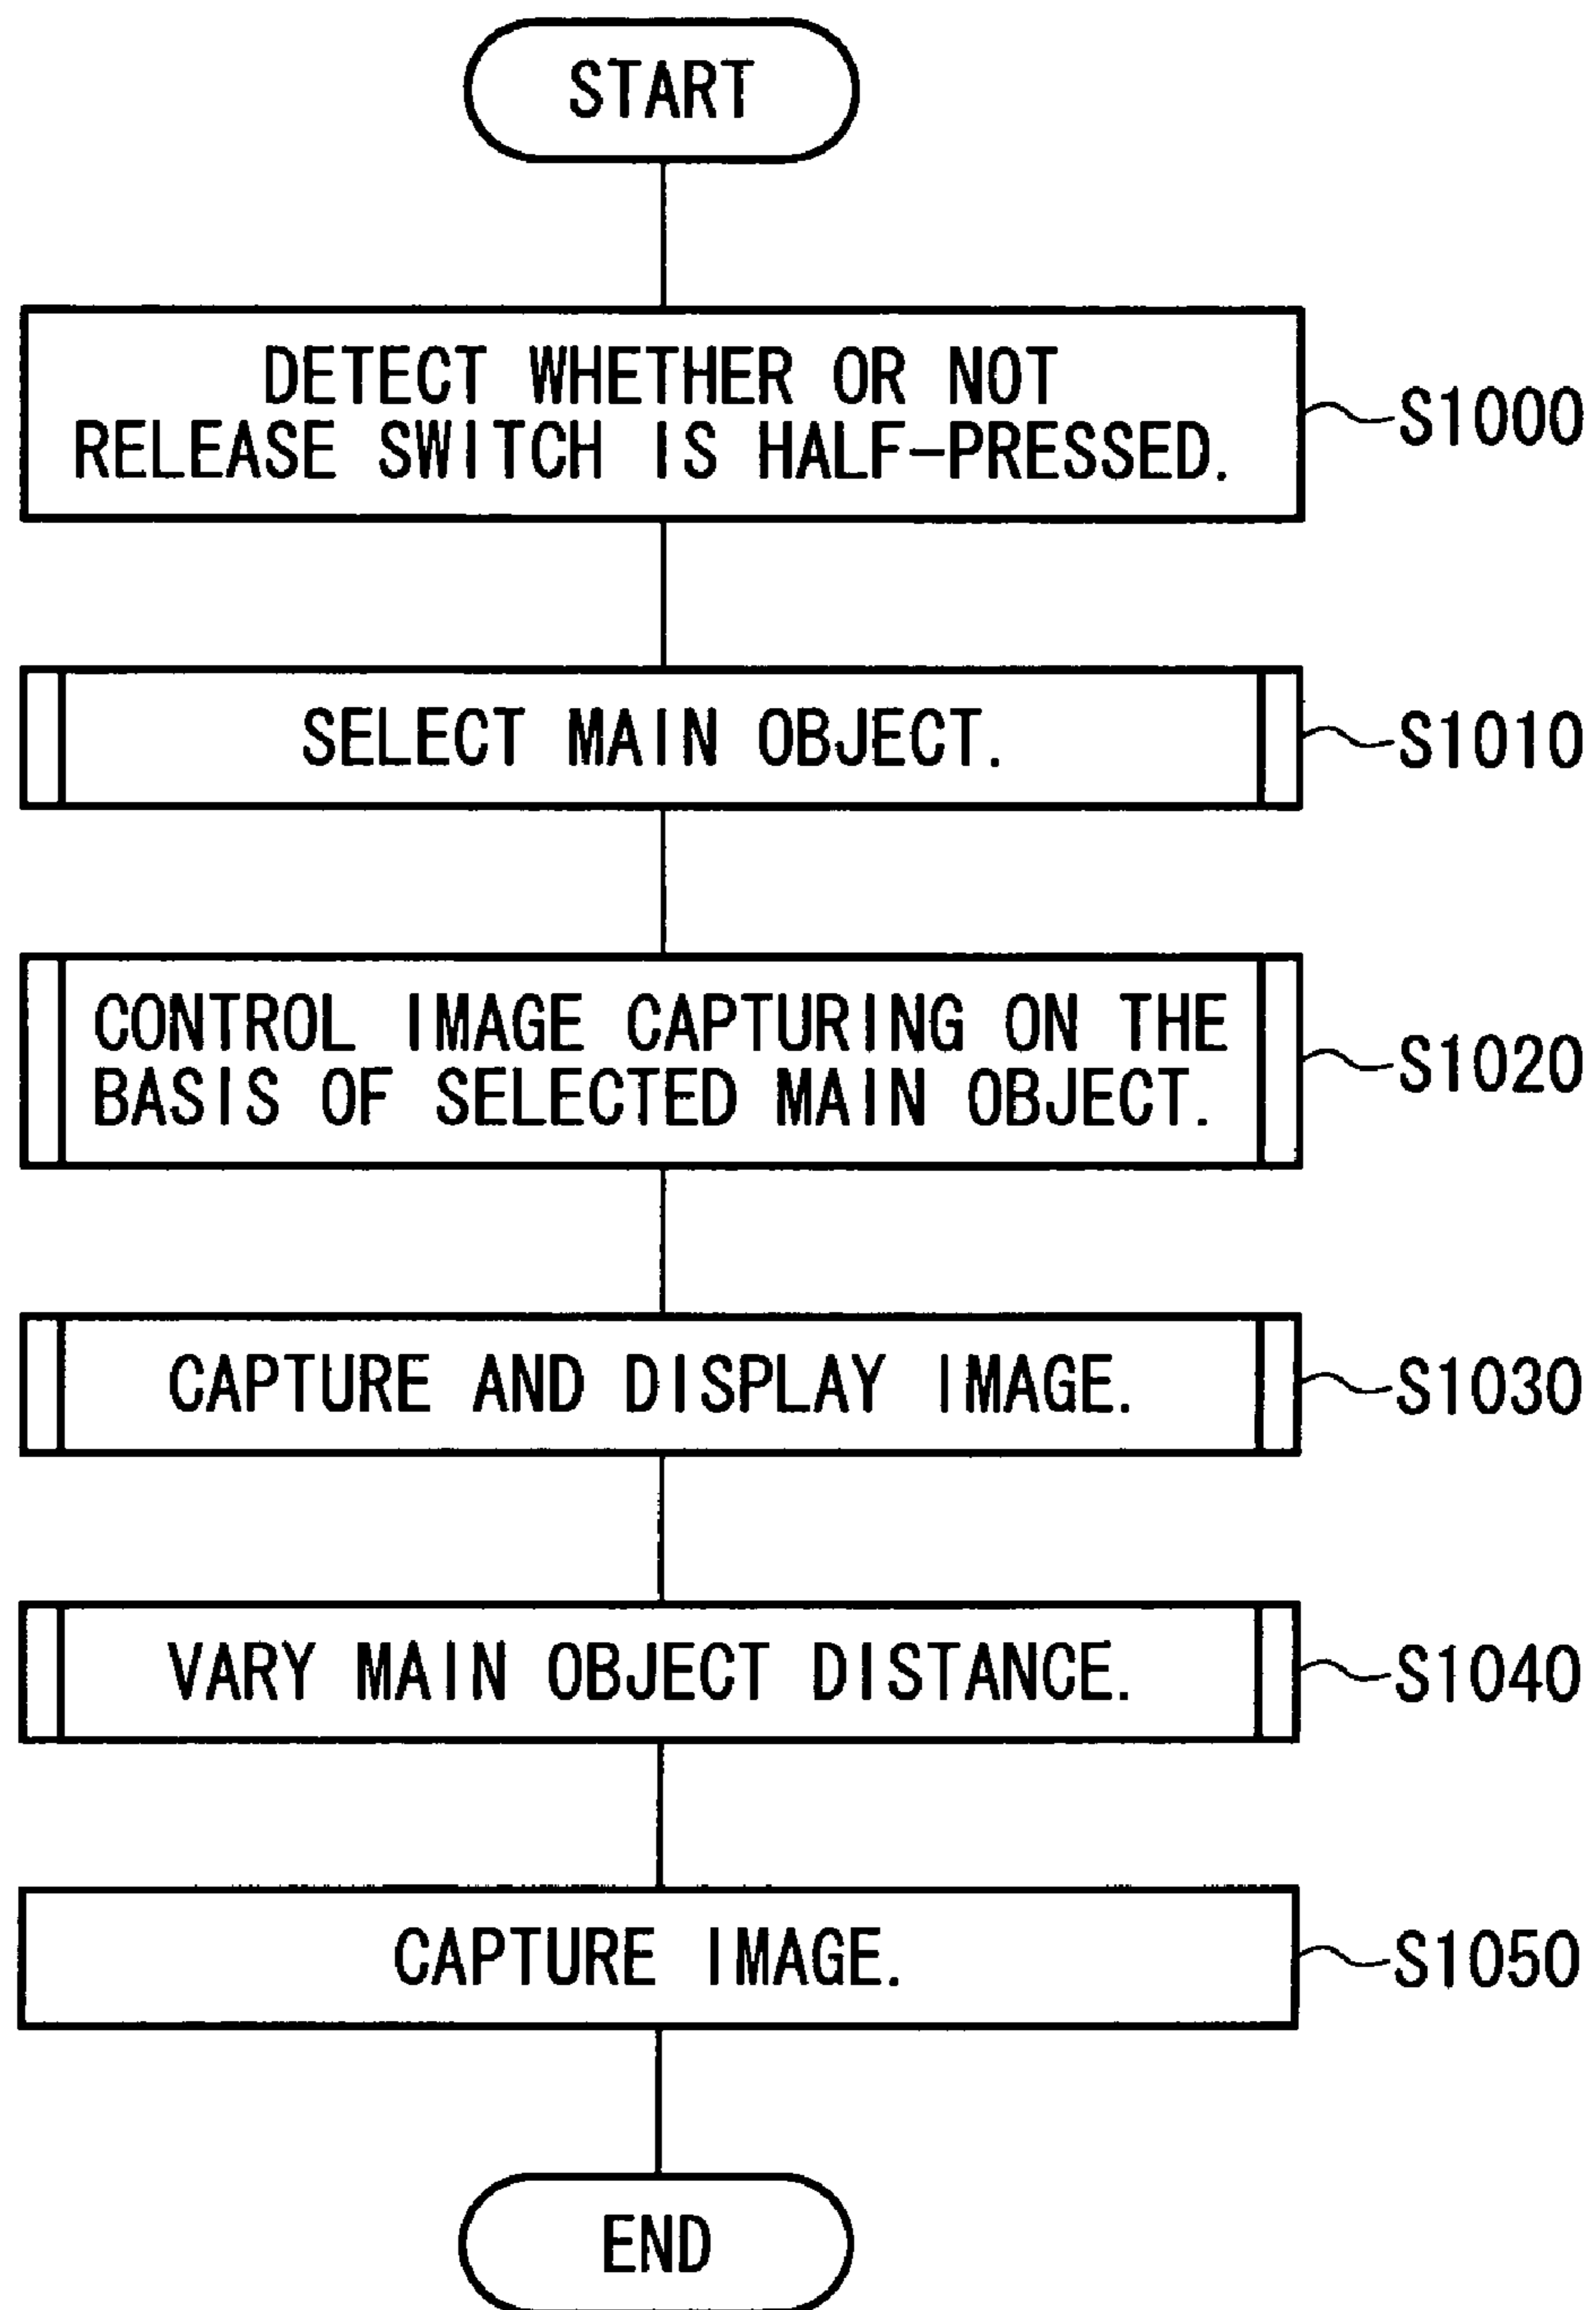 START
DETECT WHETHER OR NOT
RELEASE SWITCH IS HALF-PRESSED.
S1000
SELECT MAIN OBJECT.
S1010
CONTROL IMAGE CAPTURING ON THE
BASIS OF SELECTED MAIN OBJECT.
S1020
CAPTURE AND DISPLAY IMAGE.
S1030
VARY MAIN OBJECT DISTANCE.
S1040
CAPTURE IMAGE.
S1050
END